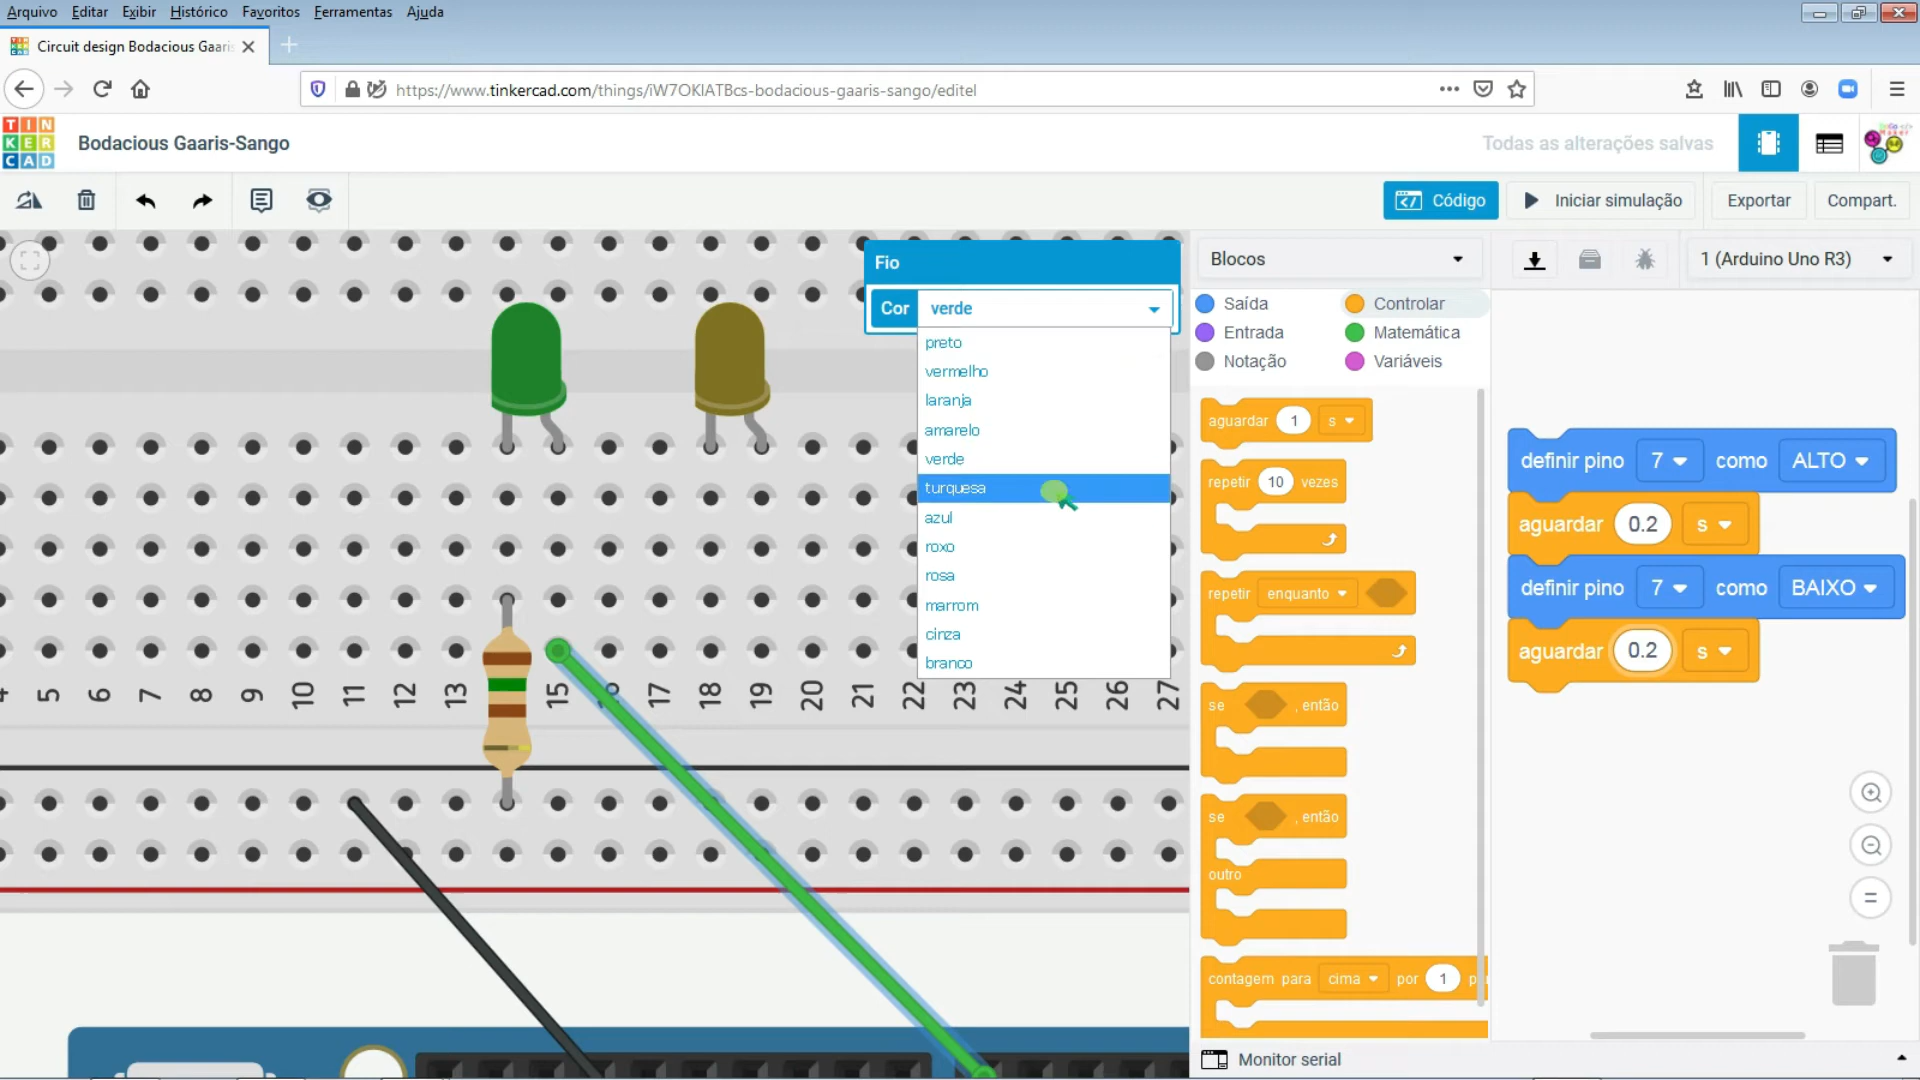 Arquivo Editar Exibir Histórico Favoritos Ferramentas Ajuda
Circuit design Bodacious Gaaris
https://www.tinkercad.com/things/iW7OKIATBcs-bodacious-gaaris-sango/editel
TIN
KER
CAD
Bodacious Gaaris-Sango
Todas as alterações salvas
Código
Iniciar simulação
Exportar
Compart.
Fio
Cor verde
preto
vermelho
laranja
amarelo
verde
turquesa
azul
roxo
rosa
marrom
cinza
branco
4 5 6 7 8 9 10 11 12 13 15 16 17 18 19 20 21 22 23 24 25 26 27
Blocos
1 (Arduino Uno R3)
Saída Controlar
Entrada Matemática
Notação Variáveis
aguardar 1 s
repetir 10 vezes
repetir enquanto
se , então
se , então
outro
contagem para cima por 1 p
definir pino 7 como ALTO
aguardar 0.2 s
definir pino 7 como BAIXO
aguardar 0.2 s
Monitor serial